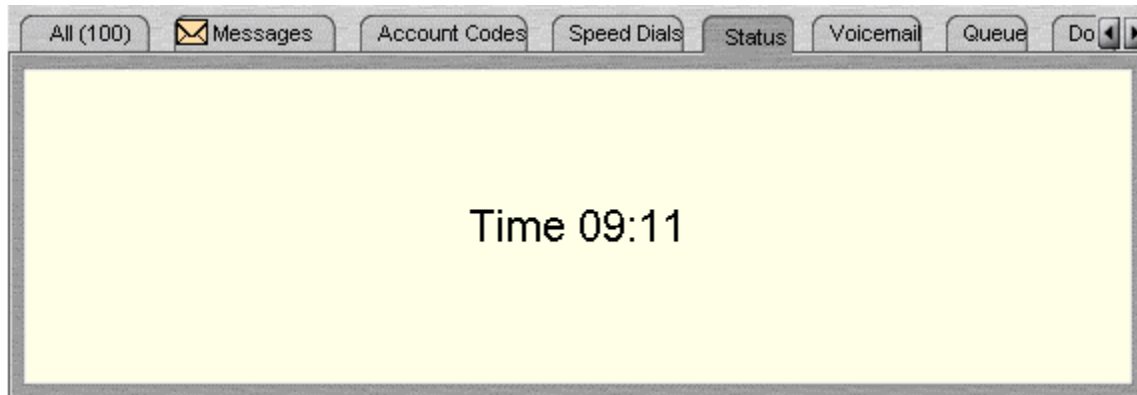 All (100) Messages Account Codes Speed Dials Status Voicemail Queue Do
Time 09:11